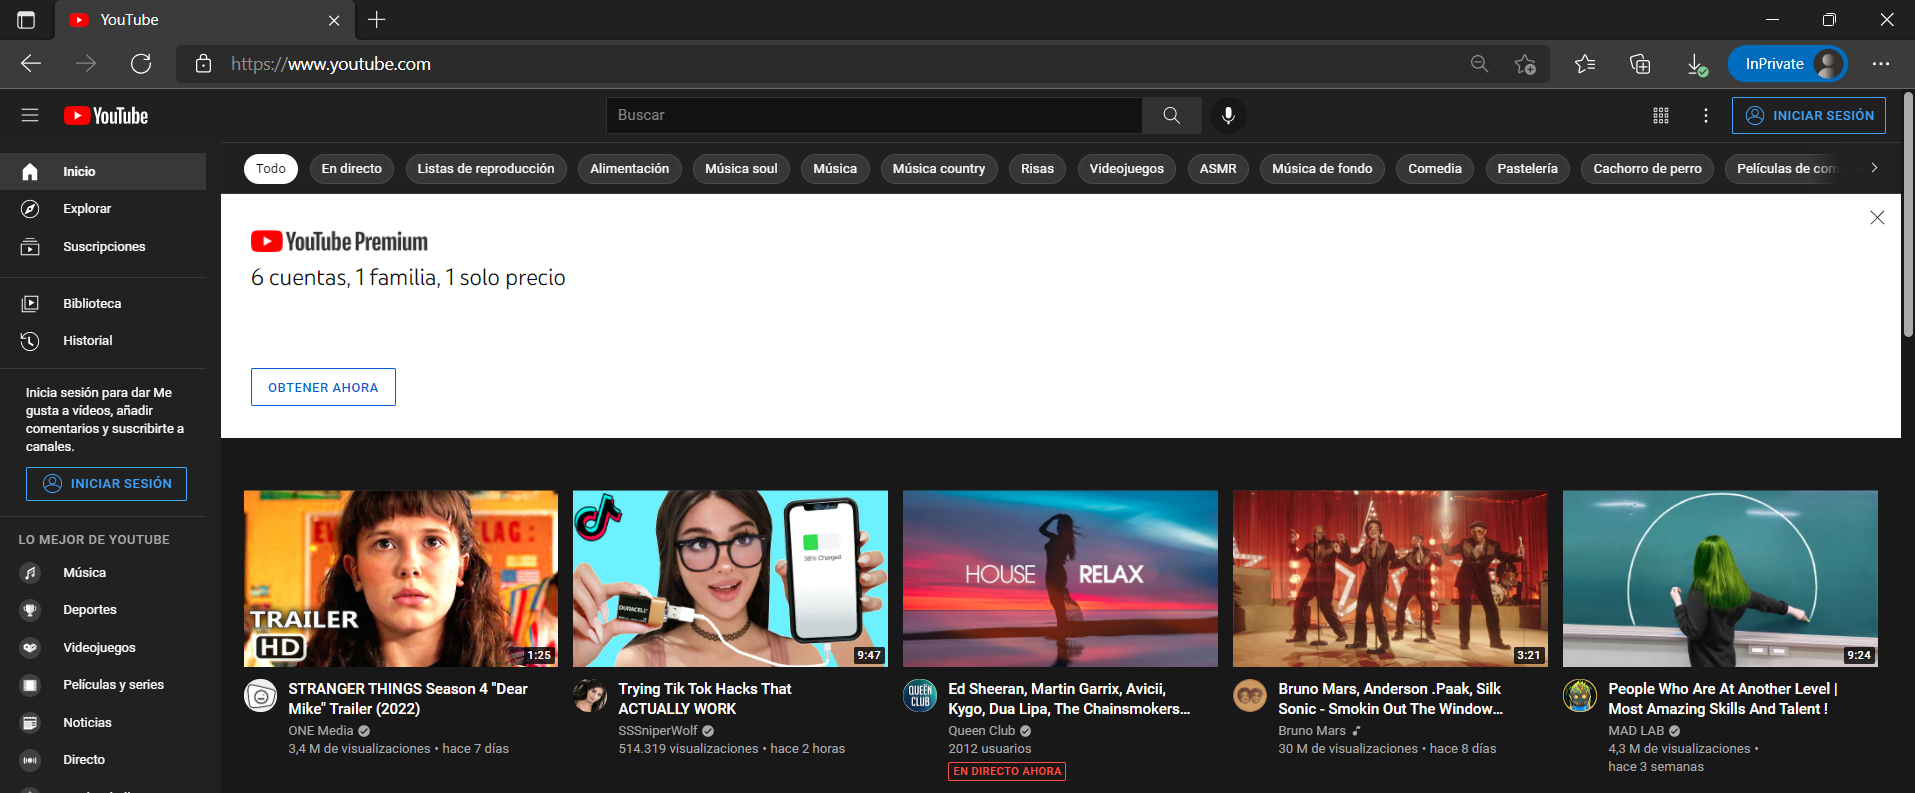 YouTube
https://www.youtube.com
InPrivate
YouTube
Buscar
INICIAR SESIÓN
Inicio
Explorar
Suscripciones
Biblioteca
Historial
Inicia sesión para dar Me
gusta a vídeos, añadir
comentarios y suscribirte a
canales.
INICIAR SESIÓN
LO MEJOR DE YOUTUBE
Música
Deportes
Videojuegos
Películas y series
Noticias
Directo
Todo
En directo
Listas de reproducción
Alimentación
Música soul
Música
Música country
Risas
Videojuegos
ASMR
Música de fondo
Comedia
Pastelería
Cachorro de perro
Películas de com
YouTube Premium
6 cuentas, 1 familia, 1 solo precio
OBTENER AHORA
LAG:
TRAILER
HD
1:25
STRANGER THINGS Season 4 "Dear
Mike" Trailer (2022)
ONE Media
3,4 M de visualizaciones • hace 7 días
DURACELL
38% Charged
9:47
Trying Tik Tok Hacks That
ACTUALLY WORK
SSSniperWolf
514.319 visualizaciones • hace 2 horas
HOUSE RELAX
QUEEN
CLUB
Ed Sheeran, Martin Garrix, Avicii,
Kygo, Dua Lipa, The Chainsmokers...
Queen Club
2012 usuarios
EN DIRECTO AHORA
3:21
Bruno Mars, Anderson .Paak, Silk
Sonic - Smokin Out The Window...
Bruno Mars
30 M de visualizaciones • hace 8 días
9:24
People Who Are At Another Level |
Most Amazing Skills And Talent !
MAD LAB
4,3 M de visualizaciones •
hace 3 semanas